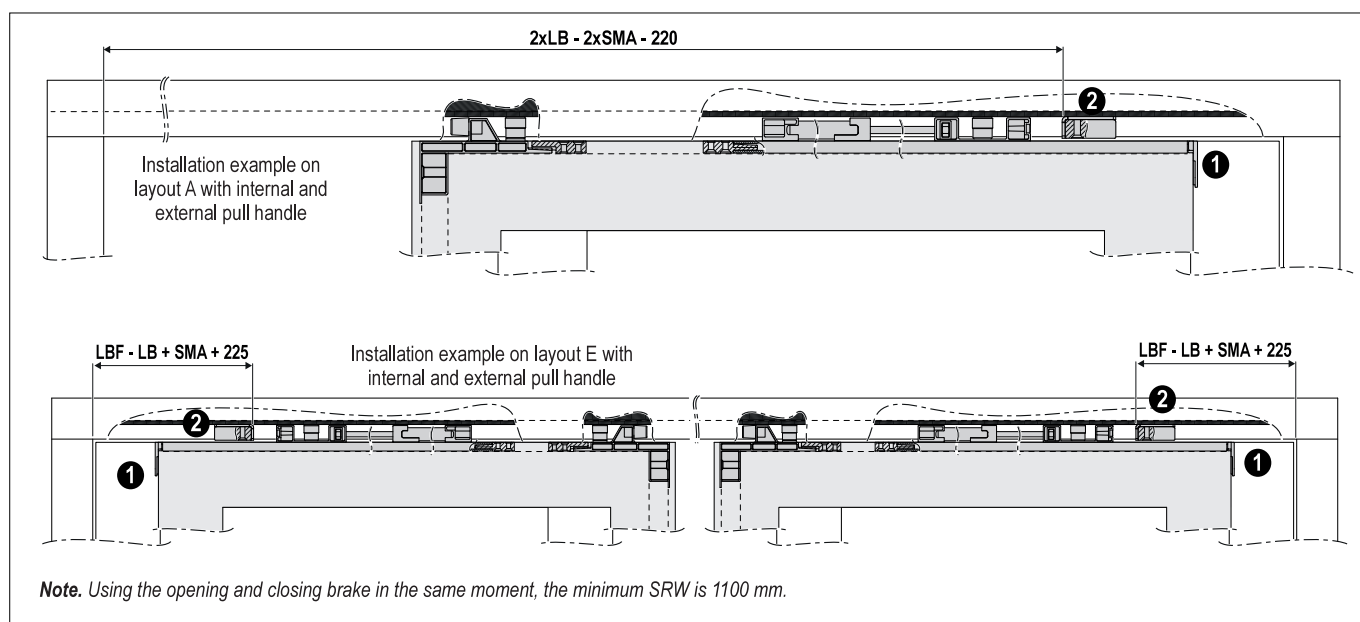 2xLB - 2xSMA - 220
2
1
Installation example on
layout A with internal and
external pull handle
LBF - LB + SMA + 225
Installation example on layout E with
internal and external pull handle
LBF - LB + SMA + 225
2
2
1
1
Note. Using the opening and closing brake in the same moment, the minimum SRW is 1100 mm.